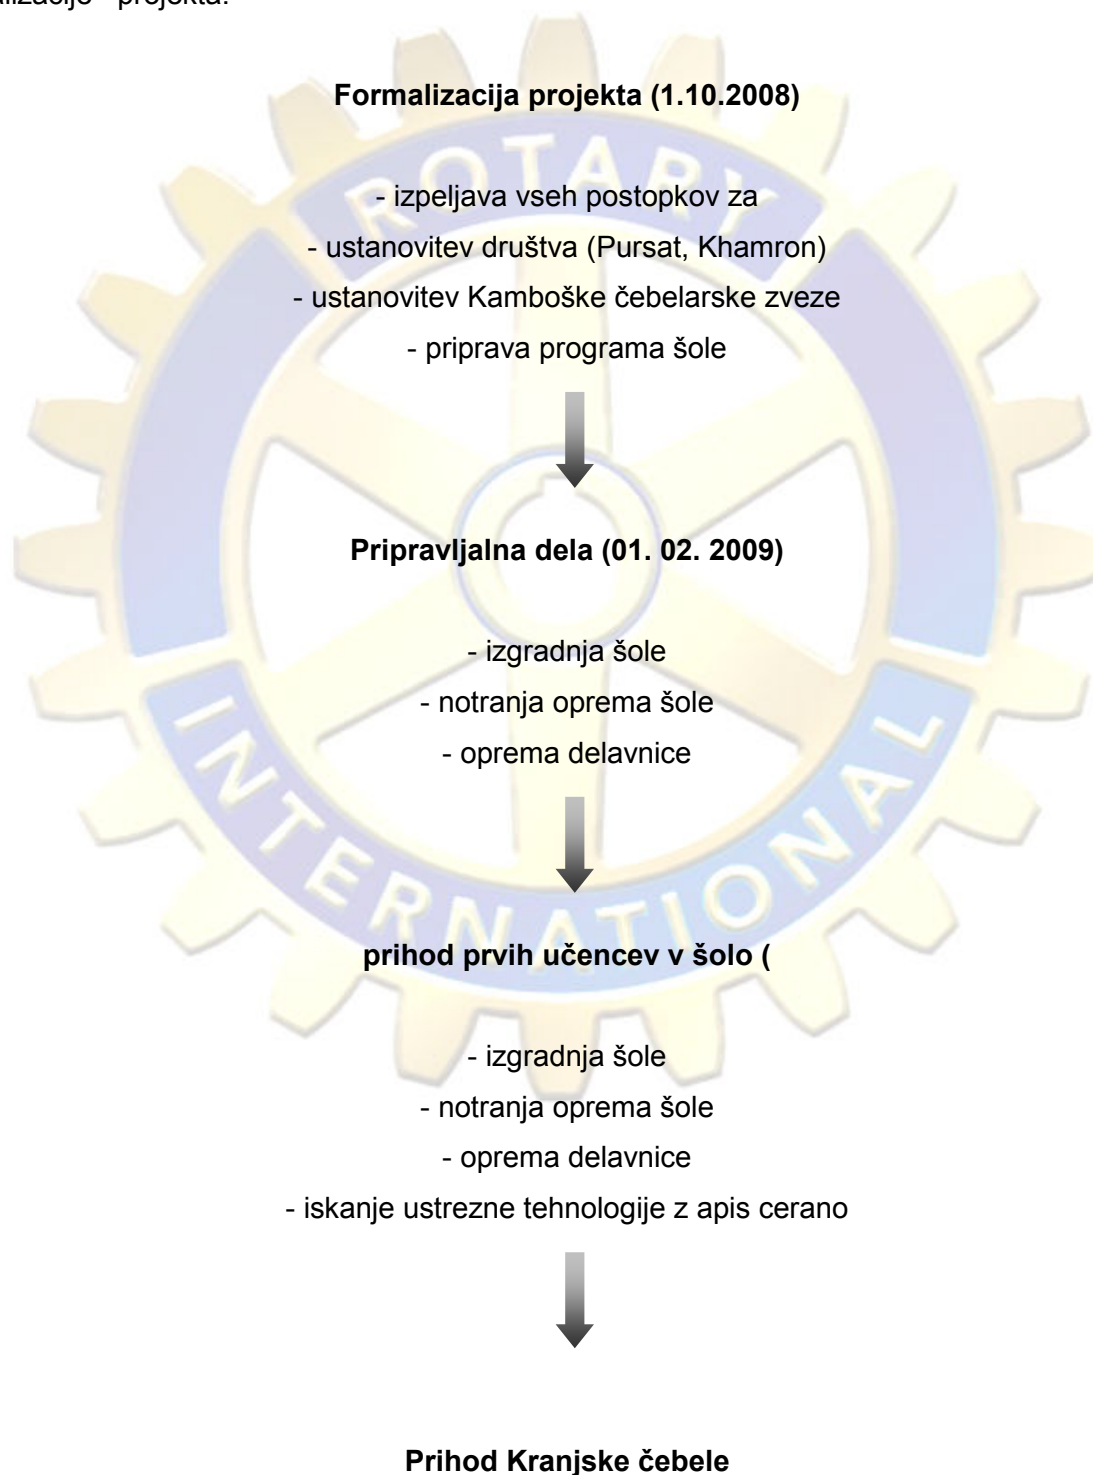 projekta.
Formalizacija projekta (1.10.2008)
ROTARY
- izpeljava vseh postopkov za
- ustanovitev društva (Pursat, Khamron)
- ustanovitev Kamboške čebelarske zveze
- priprava programa šole
Pripravljalna dela (01. 02. 2009)
- izgradnja šole
- notranja oprema šole
- oprema delavnice
INTERNATIONAL
prihod prvih učencev v šolo (
- izgradnja šole
- notranja oprema šole
- oprema delavnice
- iskanje ustrezne tehnologije z apis cerano
Prihod Kranjske čebele